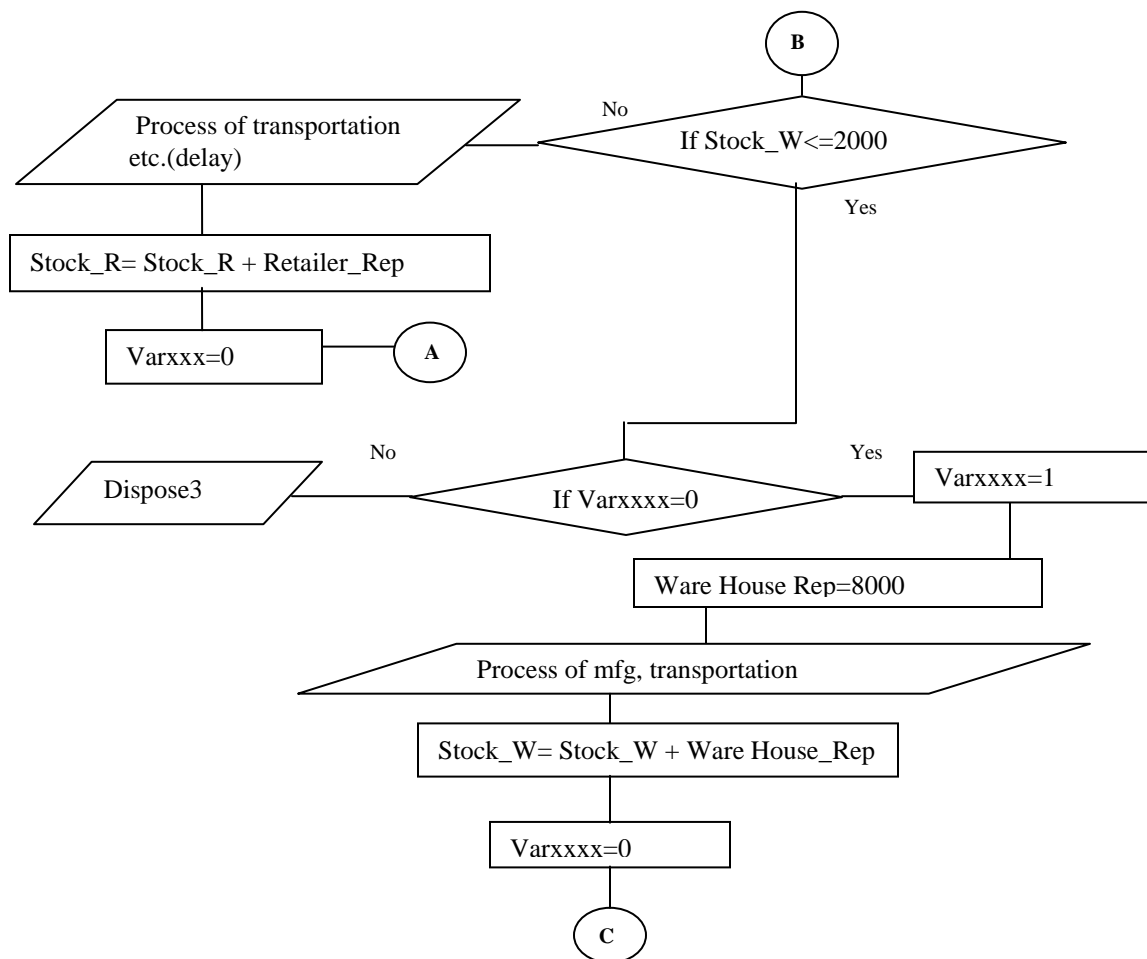 B
No
Process of transportation
etc.(delay)
If Stock_W<=2000
Yes
Stock_R= Stock_R + Retailer_Rep
Varxxx=0
A
No
Yes
Dispose3
If Varxxxx=0
Varxxxx=1
Ware House Rep=8000
Process of mfg, transportation
Stock_W= Stock_W + Ware House_Rep
Varxxxx=0
C